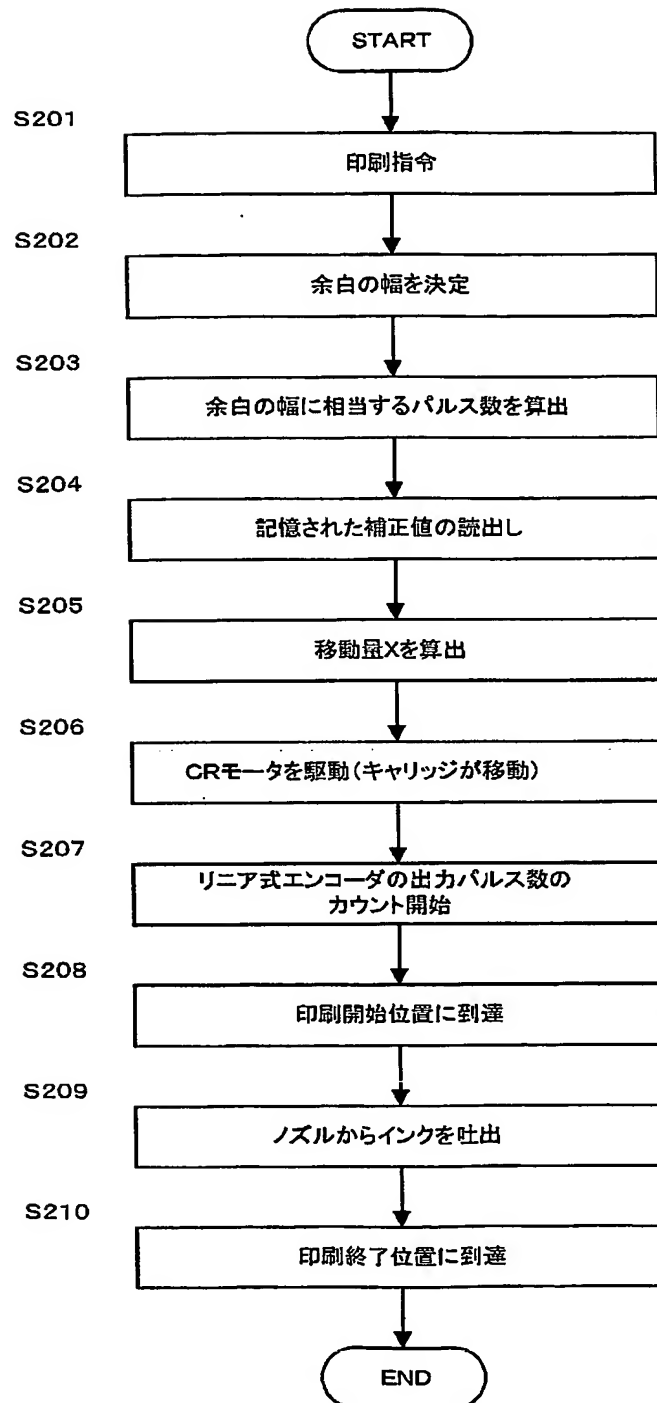 START
S201
印刷指令
S202
余白の幅を決定
S203
余白の幅に相当するパルス数を算出
S204
記憶された補正値の読出し
S205
移動量Xを算出
S206
CRモータを駆動(キャリッジが移動)
S207
リニア式エンコーダの出力パルス数の
カウント開始
S208
印刷開始位置に到達
S209
ノズルからインクを吐出
S210
印刷終了位置に到達
END